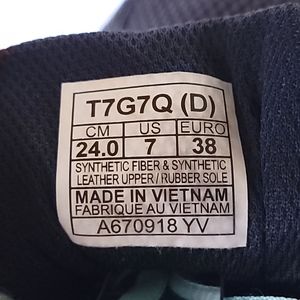 T7G7Q (D)
CM US EURO
24.0 7 38
SYNTHETIC FIBER & SYNTHETIC
LEATHER UPPER / RUBBER SOLE
MADE IN VIETNAM
FABRIQUE AU VIETNAM
A670918 YV